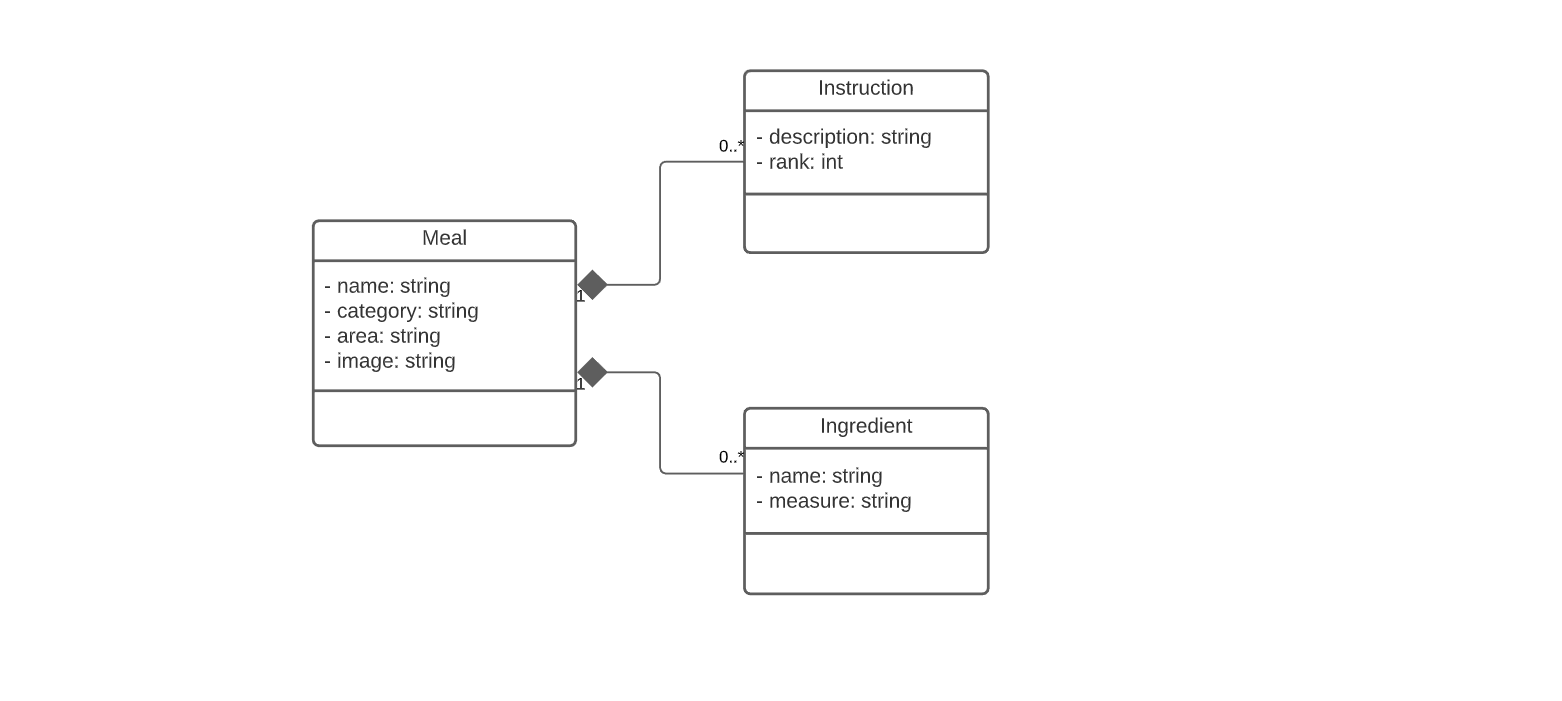 Instruction
- description: string
- rank: int
0..*
Meal
- name: string
- category: string
- area: string
- image: string
1
1
Ingredient
- name: string
- measure: string
0..*